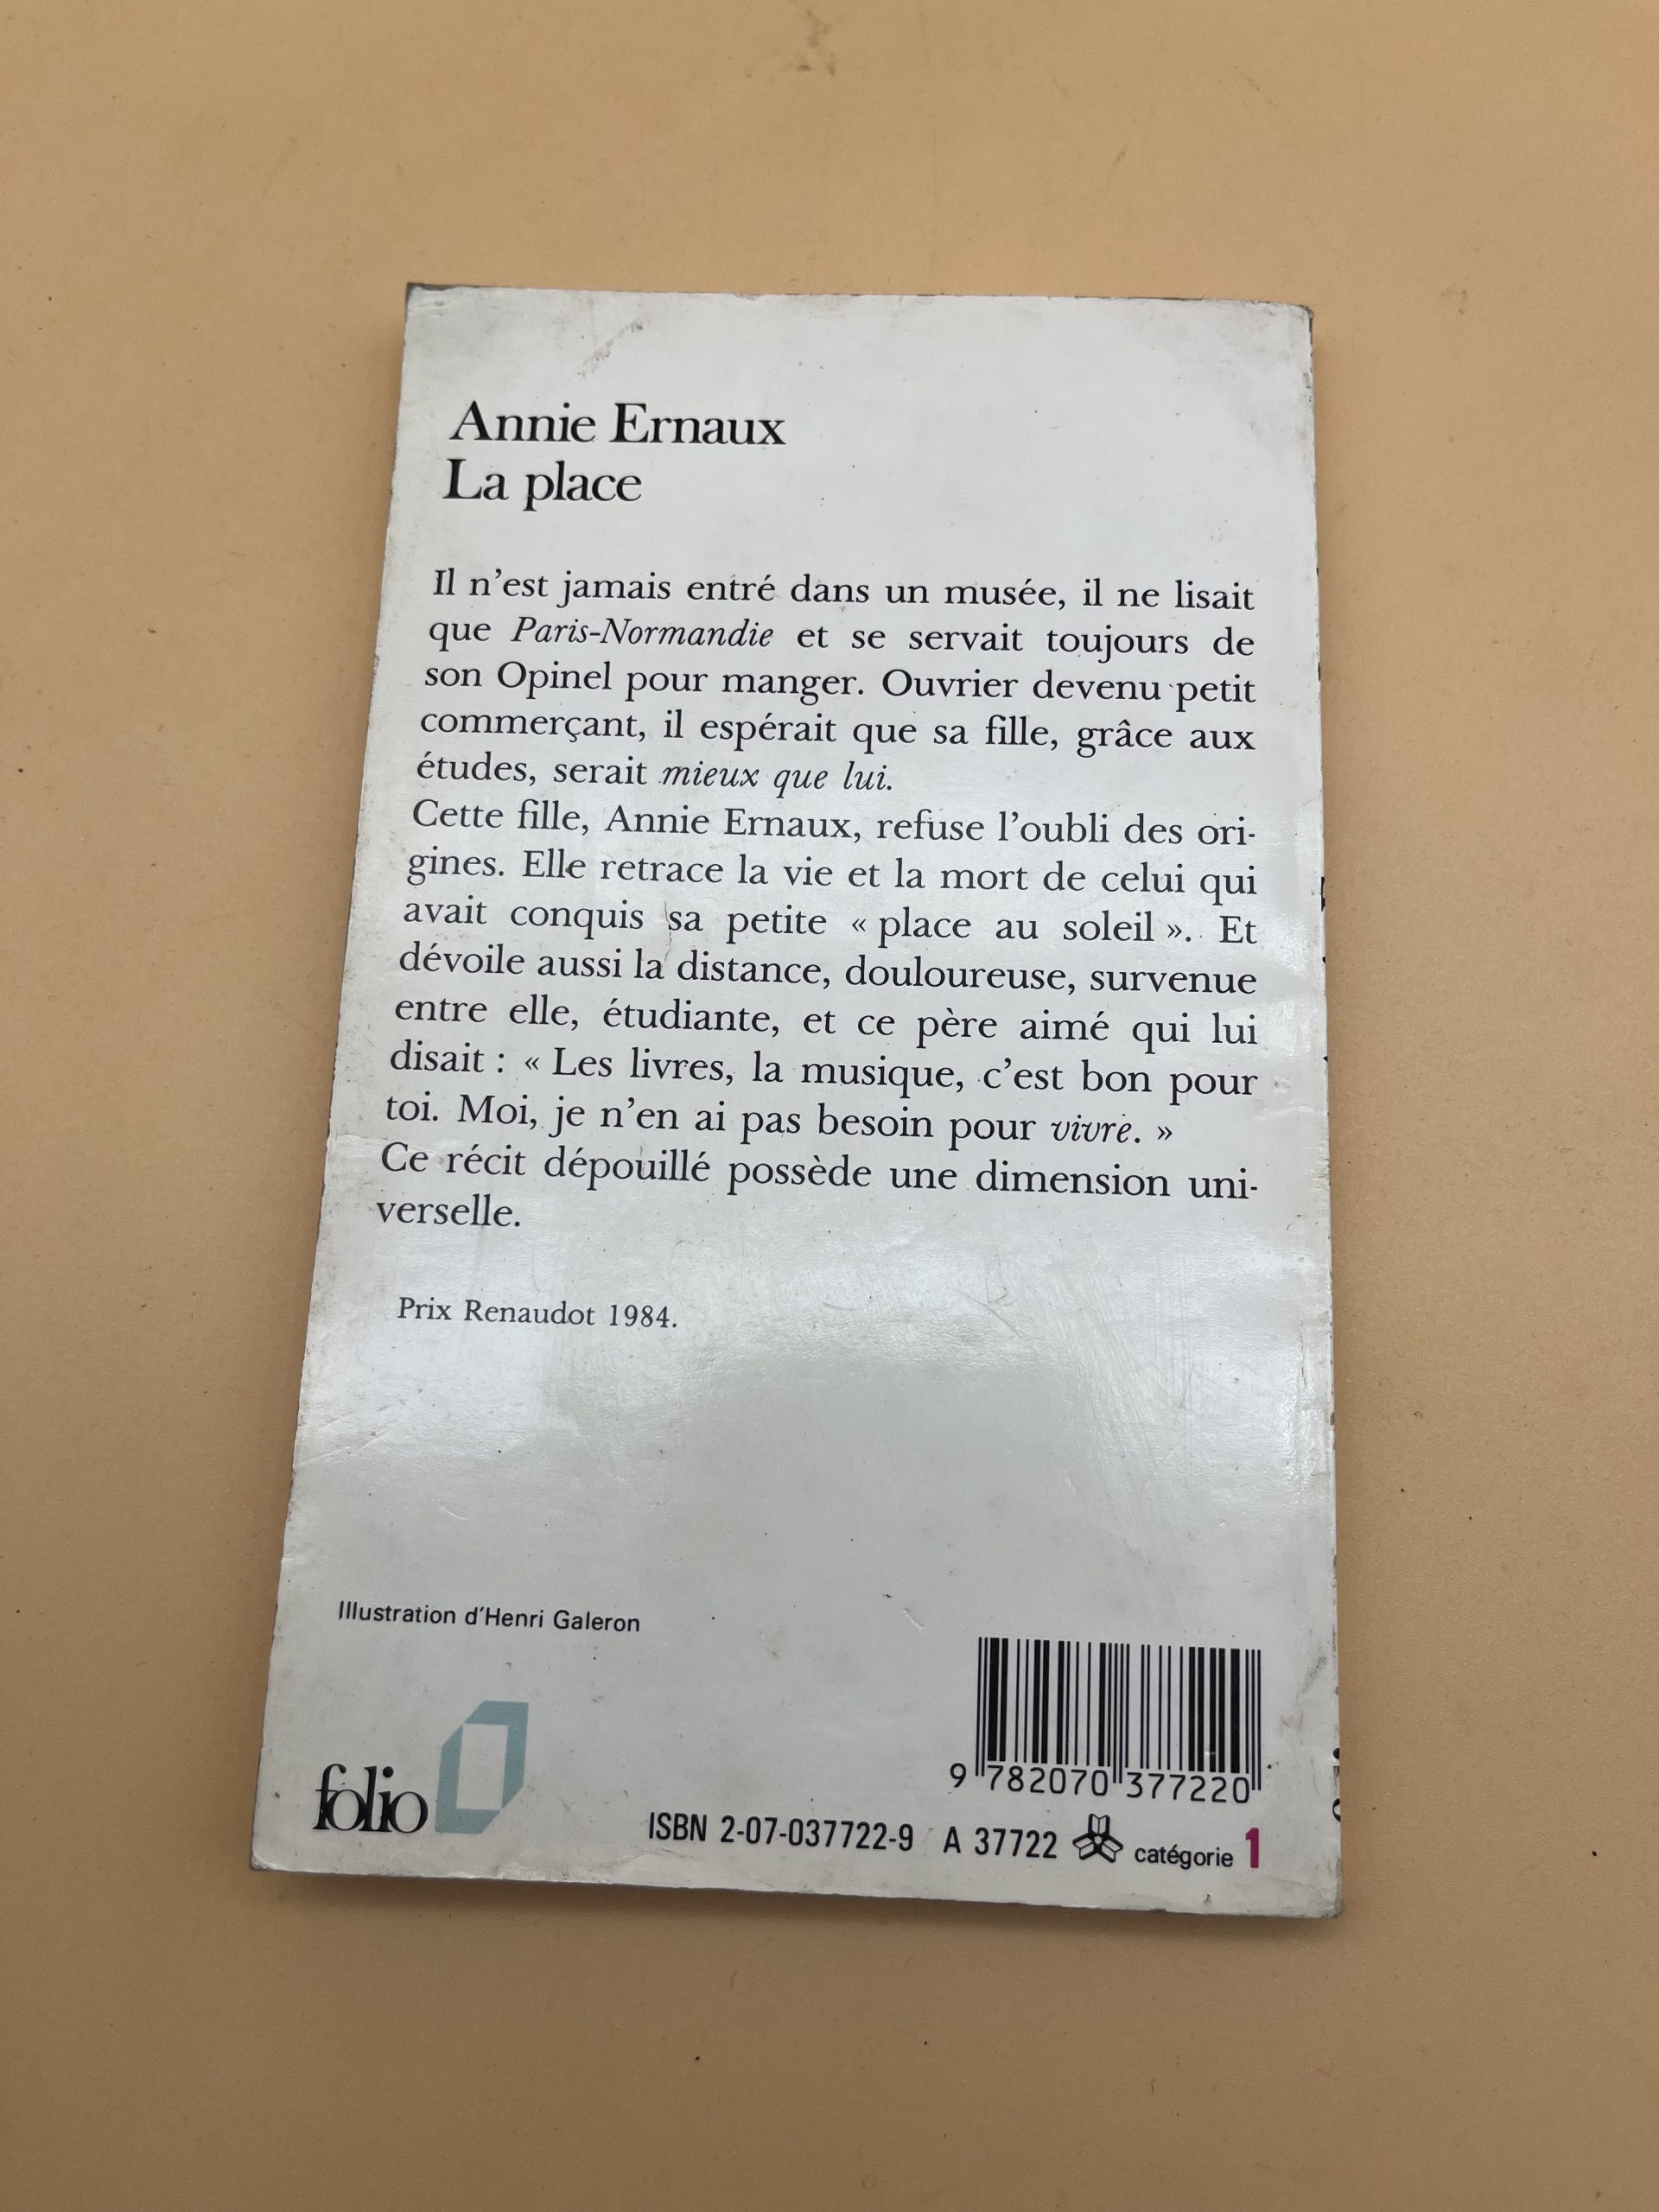 Annie Ernaux
La place
Il n'est jamais entré dans un musée, il ne lisait
que Paris-Normandie et se servait toujours de
son Opinel pour manger. Ouvrier devenu petit
commerçant, il espérait que sa fille, grâce aux
études, serait mieux que lui.
Cette fille, Annie Ernaux, refuse l'oubli des ori-
gines. Elle retrace la vie et la mort de celui qui
avait conquis sa petite « place au soleil ». Et
dévoile aussi la distance, douloureuse, survenue
entre elle, étudiante, et ce père aimé qui lui
disait : « Les livres, la musique, c'est bon pour
toi. Moi, je n'en ai pas besoin pour vivre. »
Ce récit dépouillé possède une dimension uni-
verselle.
Prix Renaudot 1984.
Illustration d'Henri Galeron
folio
9 782070 377220
ISBN 2-07-037722-9 A 37722 catégorie 1